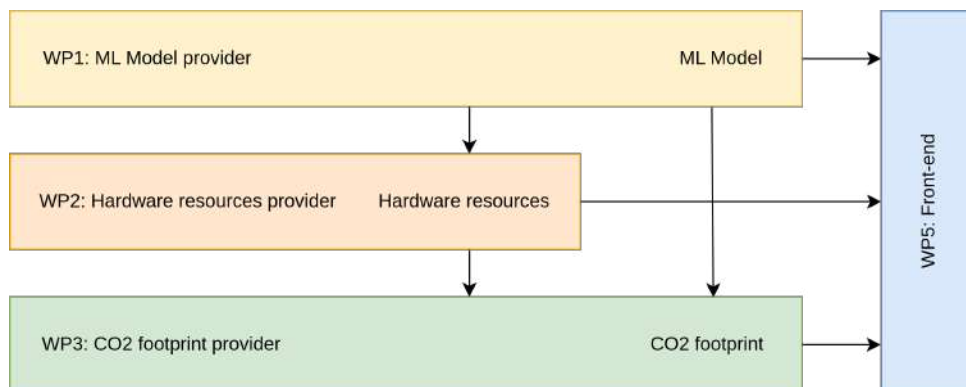 WP1: ML Model provider ML Model
WP2: Hardware resources provider Hardware resources
WP3: CO2 footprint provider CO2 footprint
WP5: Front-end